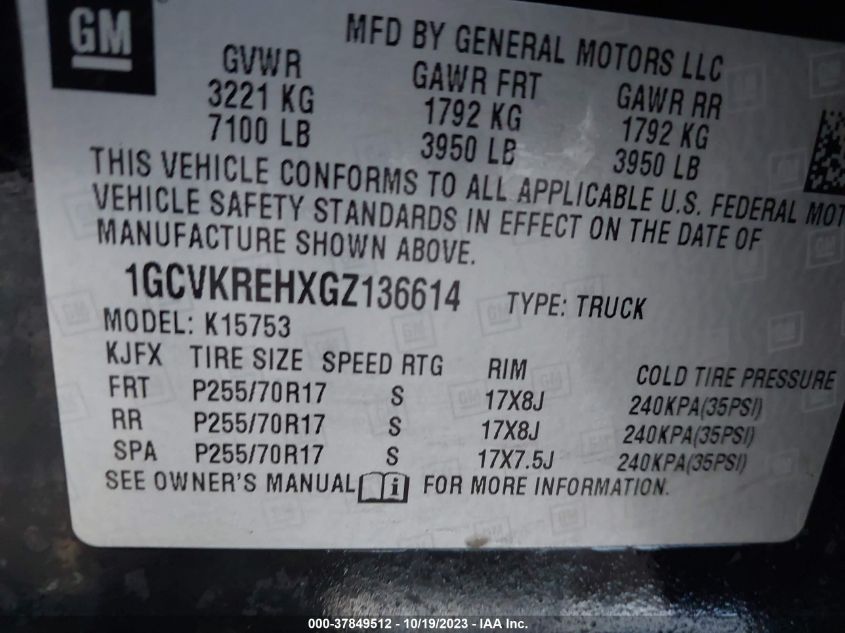 GM
MFD BY GENERAL MOTORS LLC
GVWR GAWR FRT GAWR RR
3221 KG 1792 KG 1792 KG
7100 LB 3950 LB 3950 LB
THIS VEHICLE CONFORMS TO ALL APPLICABLE U.S. FEDERAL MOT
VEHICLE SAFETY STANDARDS IN EFFECT ON THE DATE OF
MANUFACTURE SHOWN ABOVE.
1GCVKREHXGZ136614 TYPE: TRUCK
MODEL: K15753
KJFX TIRE SIZE SPEED RTG RIM COLD TIRE PRESSURE
FRT P255/70R17 S 17X8J 240KPA(35PSI)
RR P255/70R17 S 17X8J 240KPA(35PSI)
SPA P255/70R17 S 17X7.5J 240KPA(35PSI)
SEE OWNER'S MANUAL i FOR MORE INFORMATION.
000-37849512 - 10/19/2023 - IAA Inc.